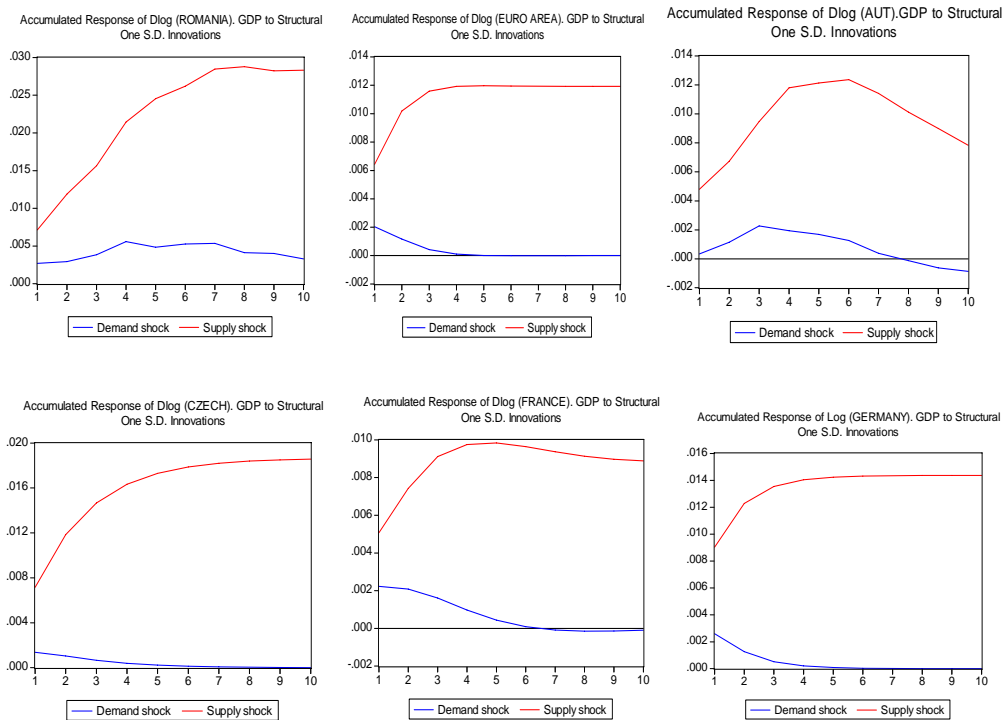 Accumulated Response of Dlog (ROMANIA). GDP to Structural
One S.D. Innovations
.030
.025
.020
.015
.010
.005
.000
1 2 3 4 5 6 7 8 9 10
Demand shock Supply shock
Accumulated Response of Dlog (EURO AREA). GDP to Structural
One S.D. Innovations
.014
.012
.010
.008
.006
.004
.002
.000
-.002
1 2 3 4 5 6 7 8 9 10
Demand shock Supply shock
Accumulated Response of Dlog (AUT).GDP to Structural
One S.D. Innovations
.014
.012
.010
.008
.006
.004
.002
.000
-.002
1 2 3 4 5 6 7 8 9 10
Demand shock Supply shock
Accumulated Response of Dlog (CZECH). GDP to Structural
One S.D. Innovations
.020
.016
.012
.008
.004
.000
1 2 3 4 5 6 7 8 9 10
Demand shock Supply shock
Accumulated Response of Dlog (FRANCE). GDP to Structural
One S.D. Innovations
.010
.008
.006
.004
.002
.000
-.002
1 2 3 4 5 6 7 8 9 10
Demand shock Supply shock
Accumulated Response of Log (GERMANY). GDP to Structural
One S.D. Innovations
.016
.014
.012
.010
.008
.006
.004
.002
.000
1 2 3 4 5 6 7 8 9 10
Demand shock Supply shock